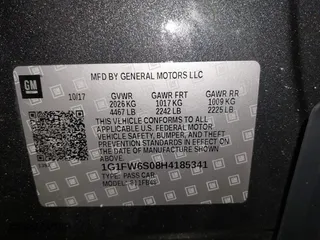 GM
MFD BY GENERAL MOTORS LLC
10/17 GVWR GAWR FRT GAWR RR
2026 KG 1017 KG 1009 KG
4467 LB 2242 LB 2225 LB
THIS VEHICLE CONFORMS TO ALL
APPLICABLE U.S. FEDERAL MOTOR
VEHICLE SAFETY, BUMPER, AND THEFT
PREVENTION STANDARDS IN EFFECT ON
THE DATE OF MANUFACTURE SHOWN ABOVE.
1G1FW6S08H4185341
TYPE: PASS CAR
MODEL: